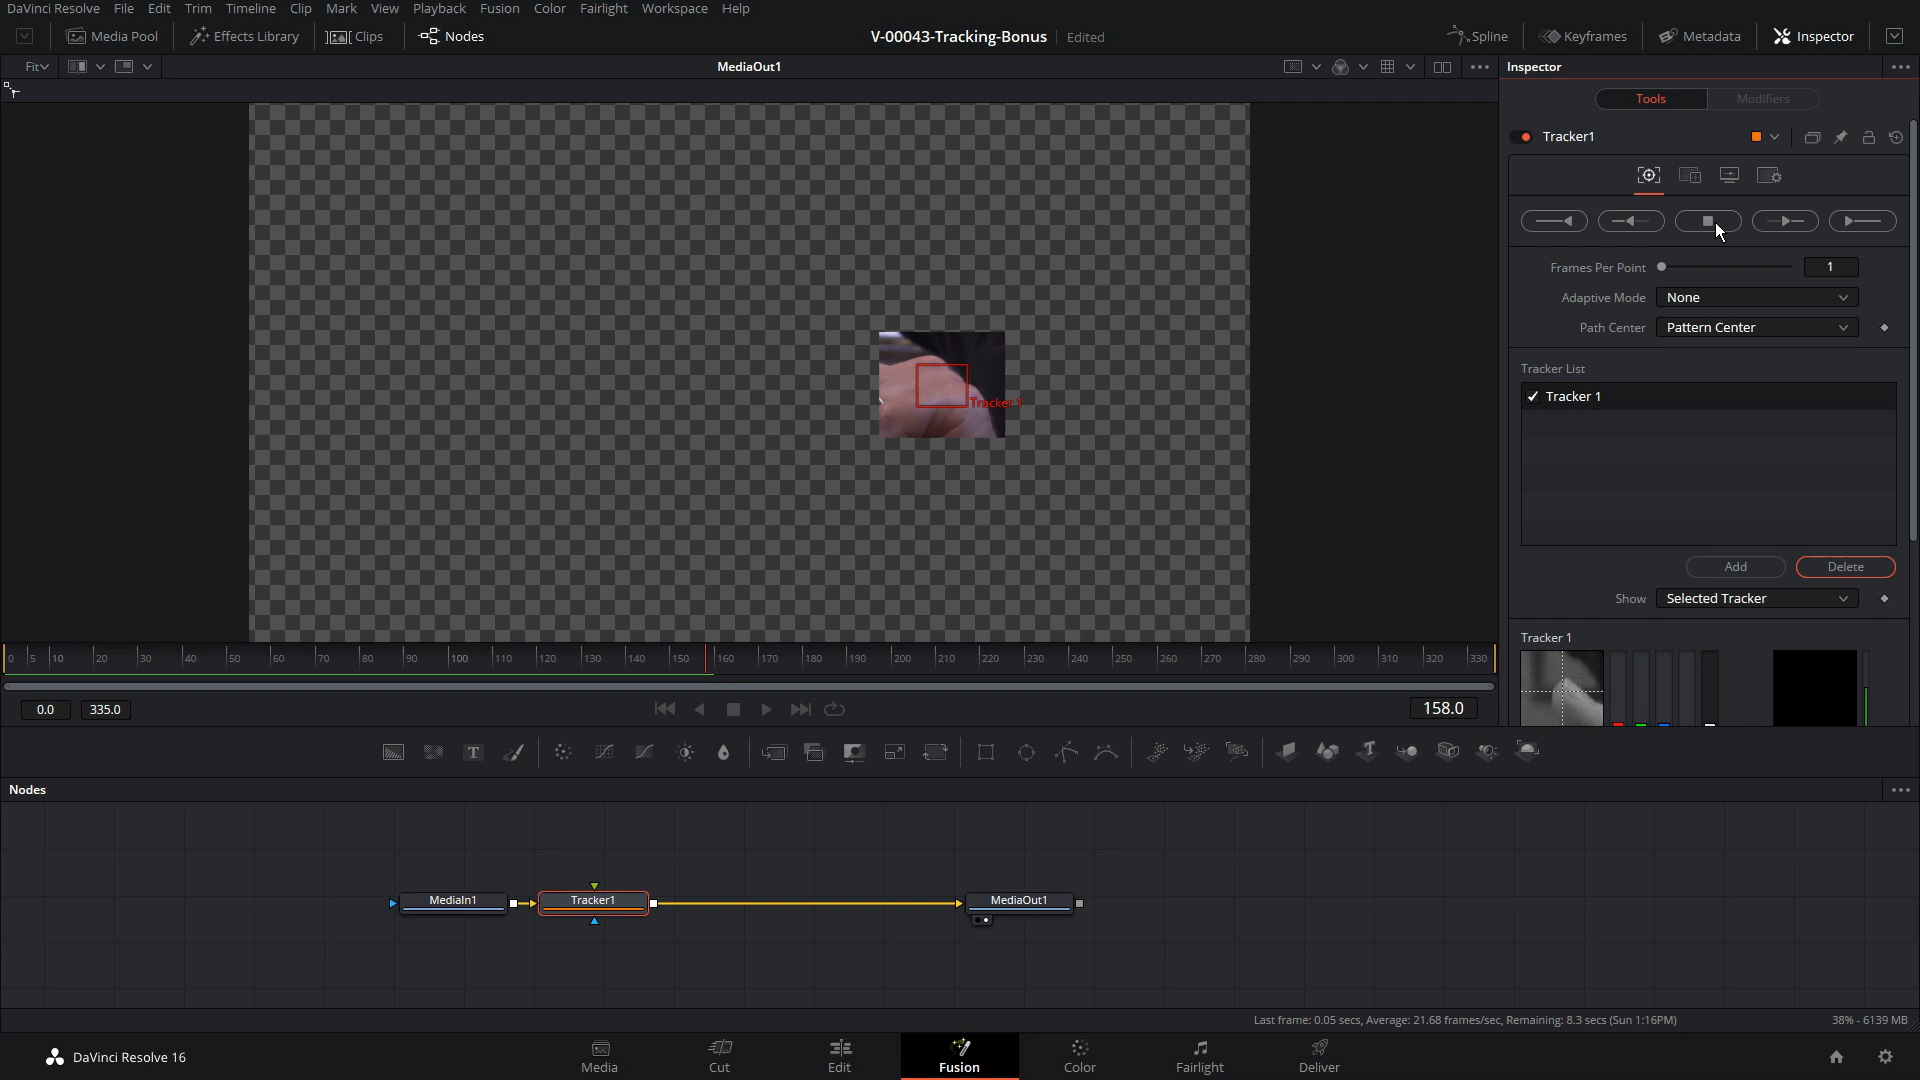 DaVinci Resolve File Edit Trim Timeline Clip Mark View Playback Fusion Color Fairlight Workspace Help
Media Pool Effects Library Clips Nodes V-00043-Tracking-Bonus Edited Spline Keyframes Metadata Inspector
Fit MediaOut1 Inspector
Tools Modifiers
Tracker1
Frames Per Point 1
Adaptive Mode None
Path Center Pattern Center
Tracker List
Tracker 1
Tracker 1
Add Delete
Show Selected Tracker
Tracker 1
0 5 10 20 30 40 50 60 70 80 90 100 110 120 130 140 150 160 170 180 190 200 210 220 230 240 250 260 270 280 290 300 310 320 330
0.0 335.0 158.0
Nodes
MediaIn1 Tracker1 MediaOut1
Last frame: 0.05 secs, Average: 21.68 frames/sec, Remaining: 8.3 secs (Sun 1:16PM) 38% - 6139 MB
DaVinci Resolve 16 Media Cut Edit Fusion Color Fairlight Deliver